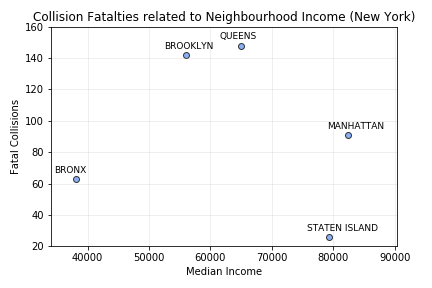 Collision Fatalties related to Neighbourhood Income (New York)
160
140
120
100
80
60
40
20
Fatal Collisions
QUEENS
BROOKLYN
MANHATTAN
BRONX
STATEN ISLAND
40000 50000 60000 70000 80000 90000
Median Income